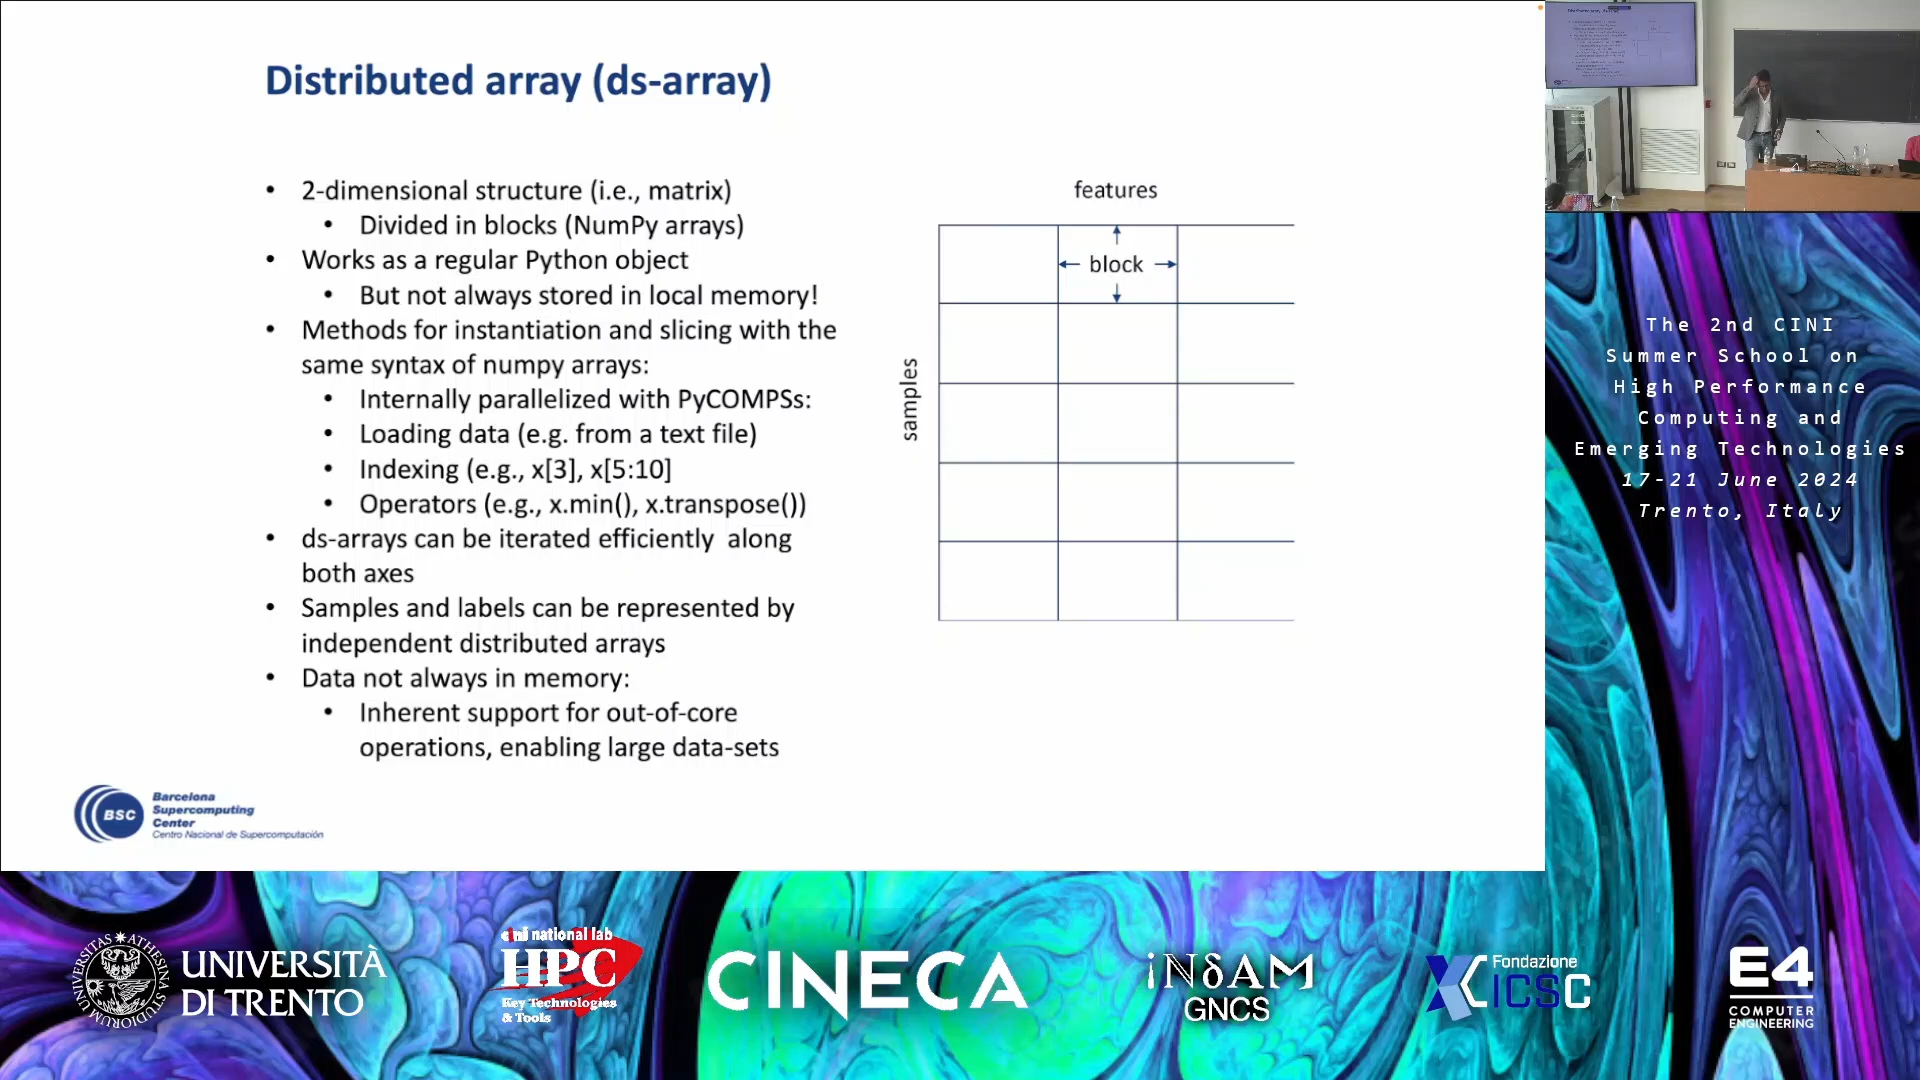 Distributed array (ds-array)
• 2-dimensional structure (i.e., matrix)
• Divided in blocks (NumPy arrays)
• Works as a regular Python object
• But not always stored in local memory!
• Methods for instantiation and slicing with the
same syntax of numpy arrays:
• Internally parallelized with PyCOMPSs:
• Loading data (e.g. from a text file)
• Indexing (e.g., x[3], x[5:10]
• Operators (e.g., x.min(), x.transpose())
• ds-arrays can be iterated efficiently along
both axes
• Samples and labels can be represented by
independent distributed arrays
• Data not always in memory:
• Inherent support for out-of-core
operations, enabling large data-sets
features
block
samples
BSC
Barcelona
Supercomputing
Center
Centro Nacional de Supercomputación
The 2nd CINI
Summer School on
High Performance
Computing and
Emerging Technologies
17-21 June 2024
Trento, Italy
UNIVERSITÀ
DI TRENTO
cini national lab
HPC
Key Technologies
& Tools
CINECA
iNδAM
GNCS
Fondazione
ICSC
E4
COMPUTER
ENGINEERING